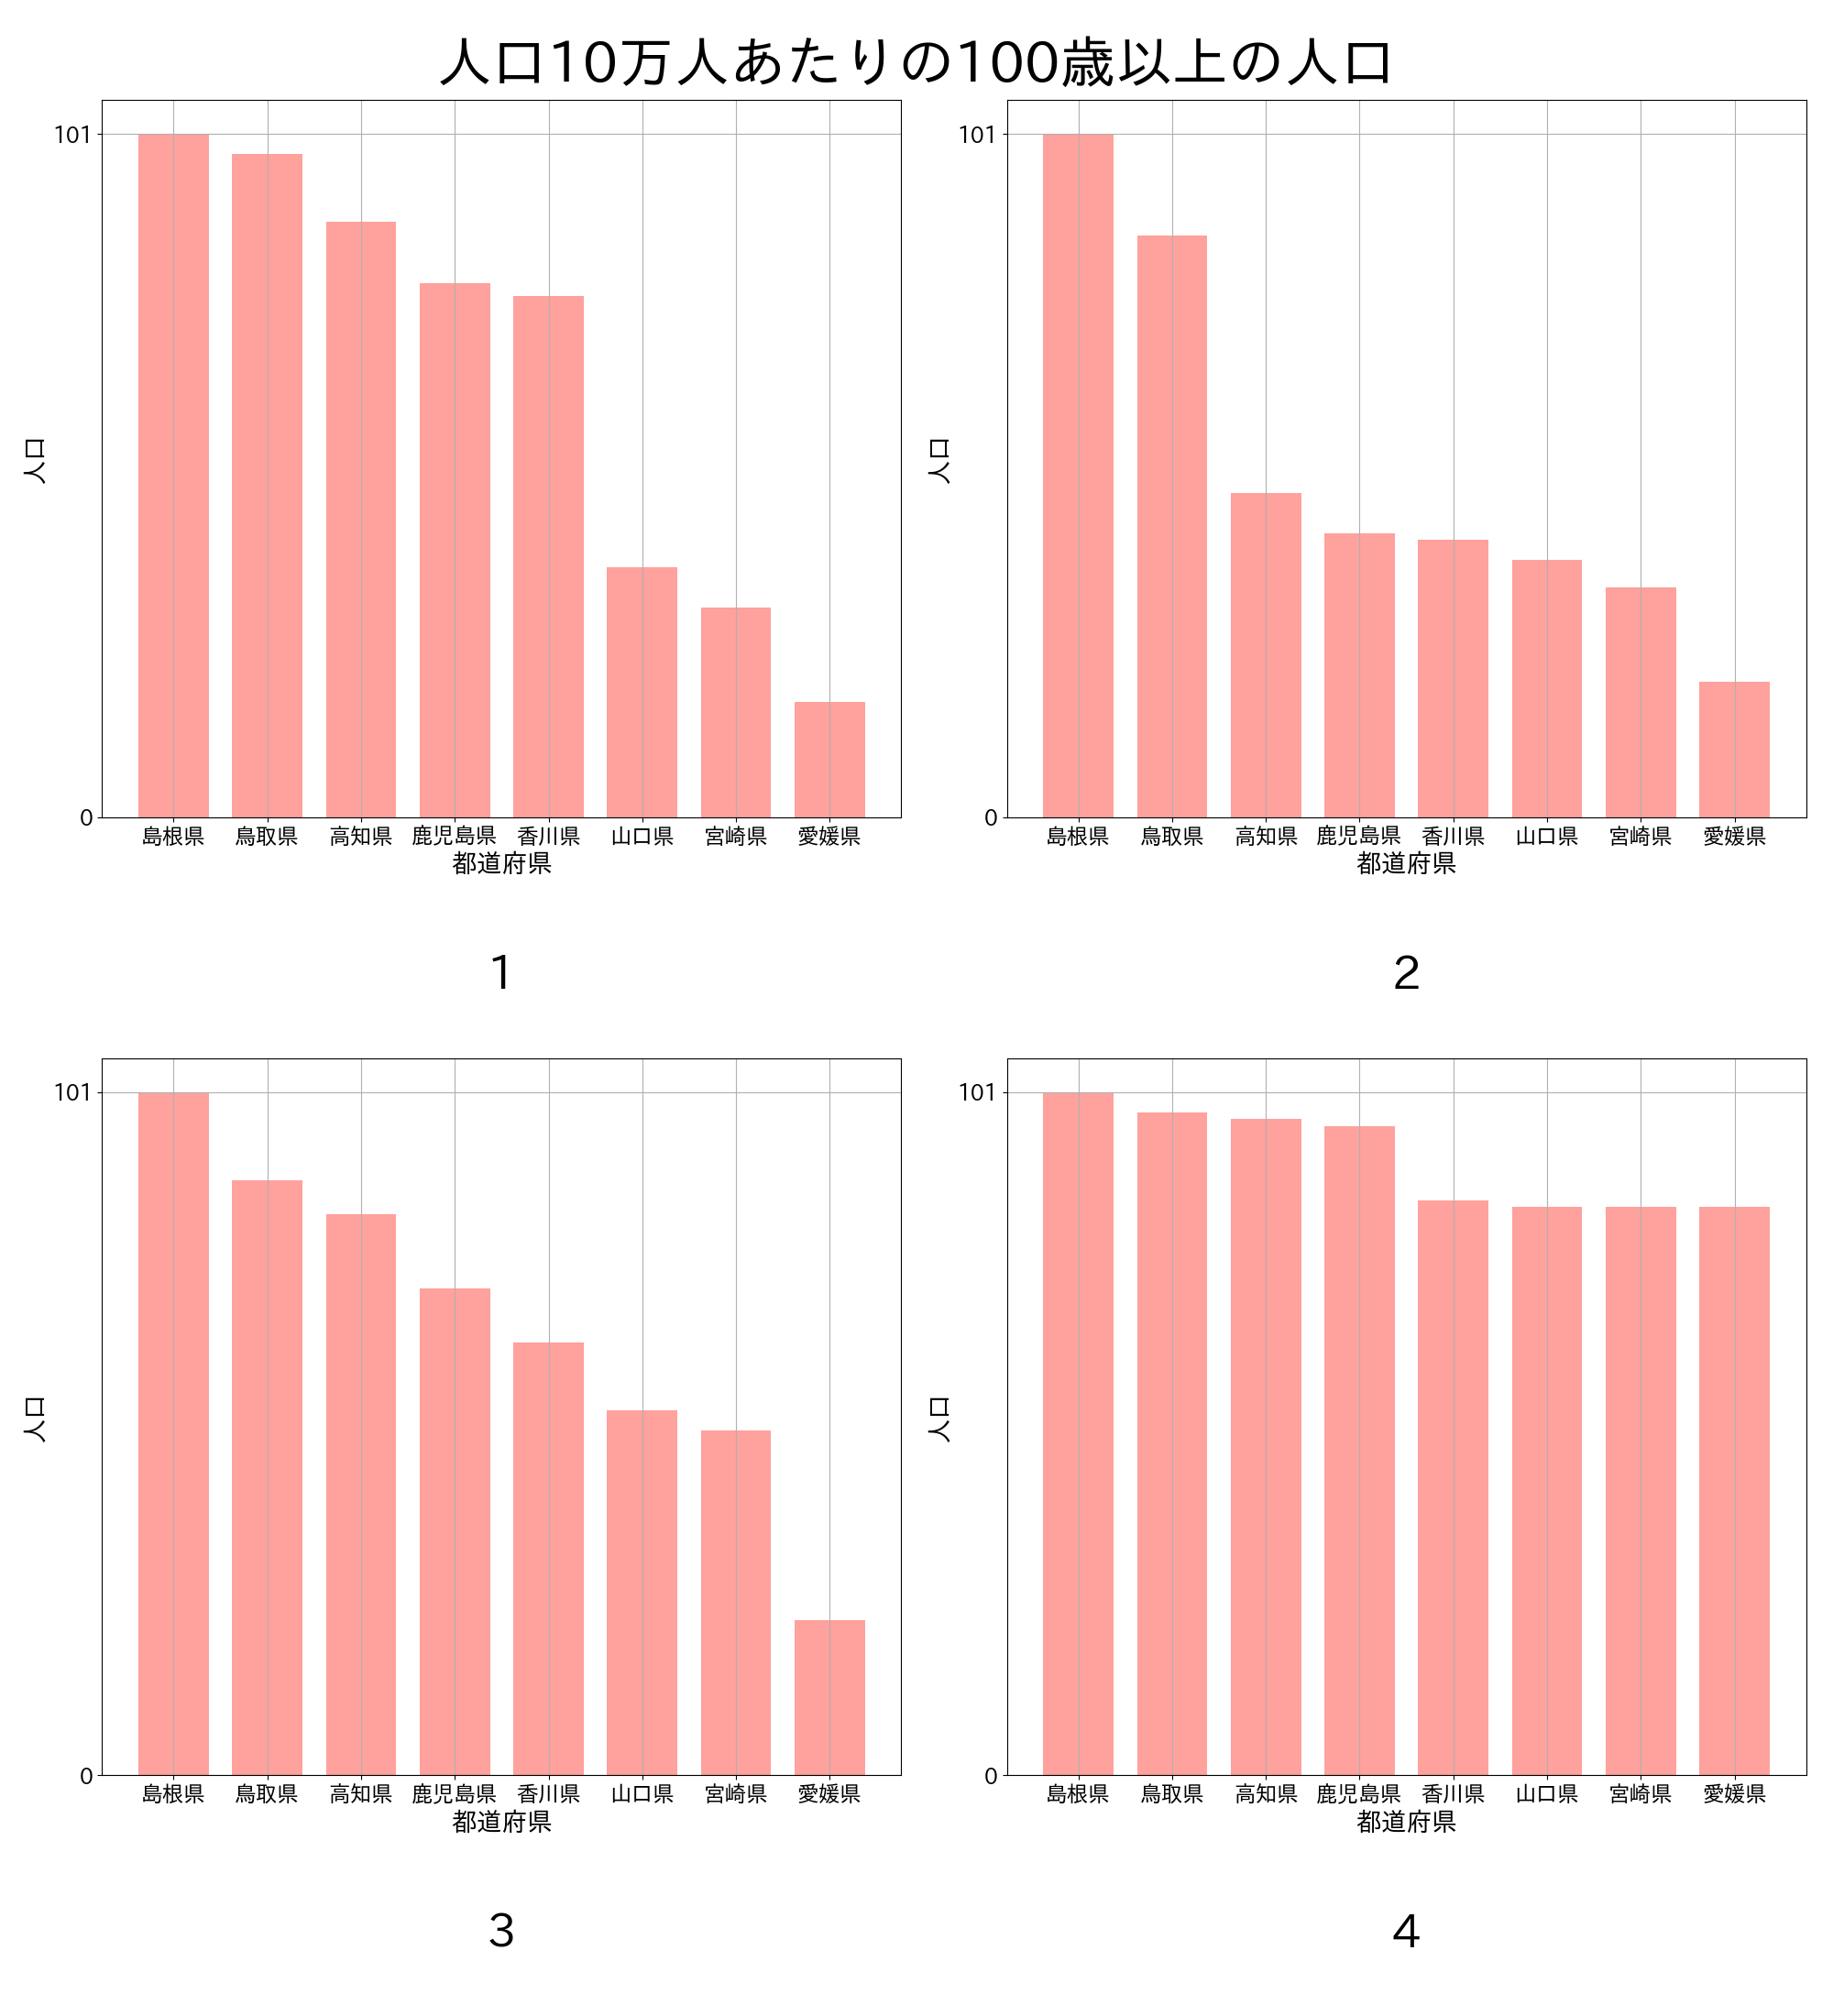 人口10万人あたりの100歳以上の人口
101
人口
0
島根県 鳥取県 高知県 鹿児島県 香川県 山口県 宮崎県 愛媛県
都道府県
1
101
人口
0
島根県 鳥取県 高知県 鹿児島県 香川県 山口県 宮崎県 愛媛県
都道府県
2
101
人口
0
島根県 鳥取県 高知県 鹿児島県 香川県 山口県 宮崎県 愛媛県
都道府県
3
101
人口
0
島根県 鳥取県 高知県 鹿児島県 香川県 山口県 宮崎県 愛媛県
都道府県
4